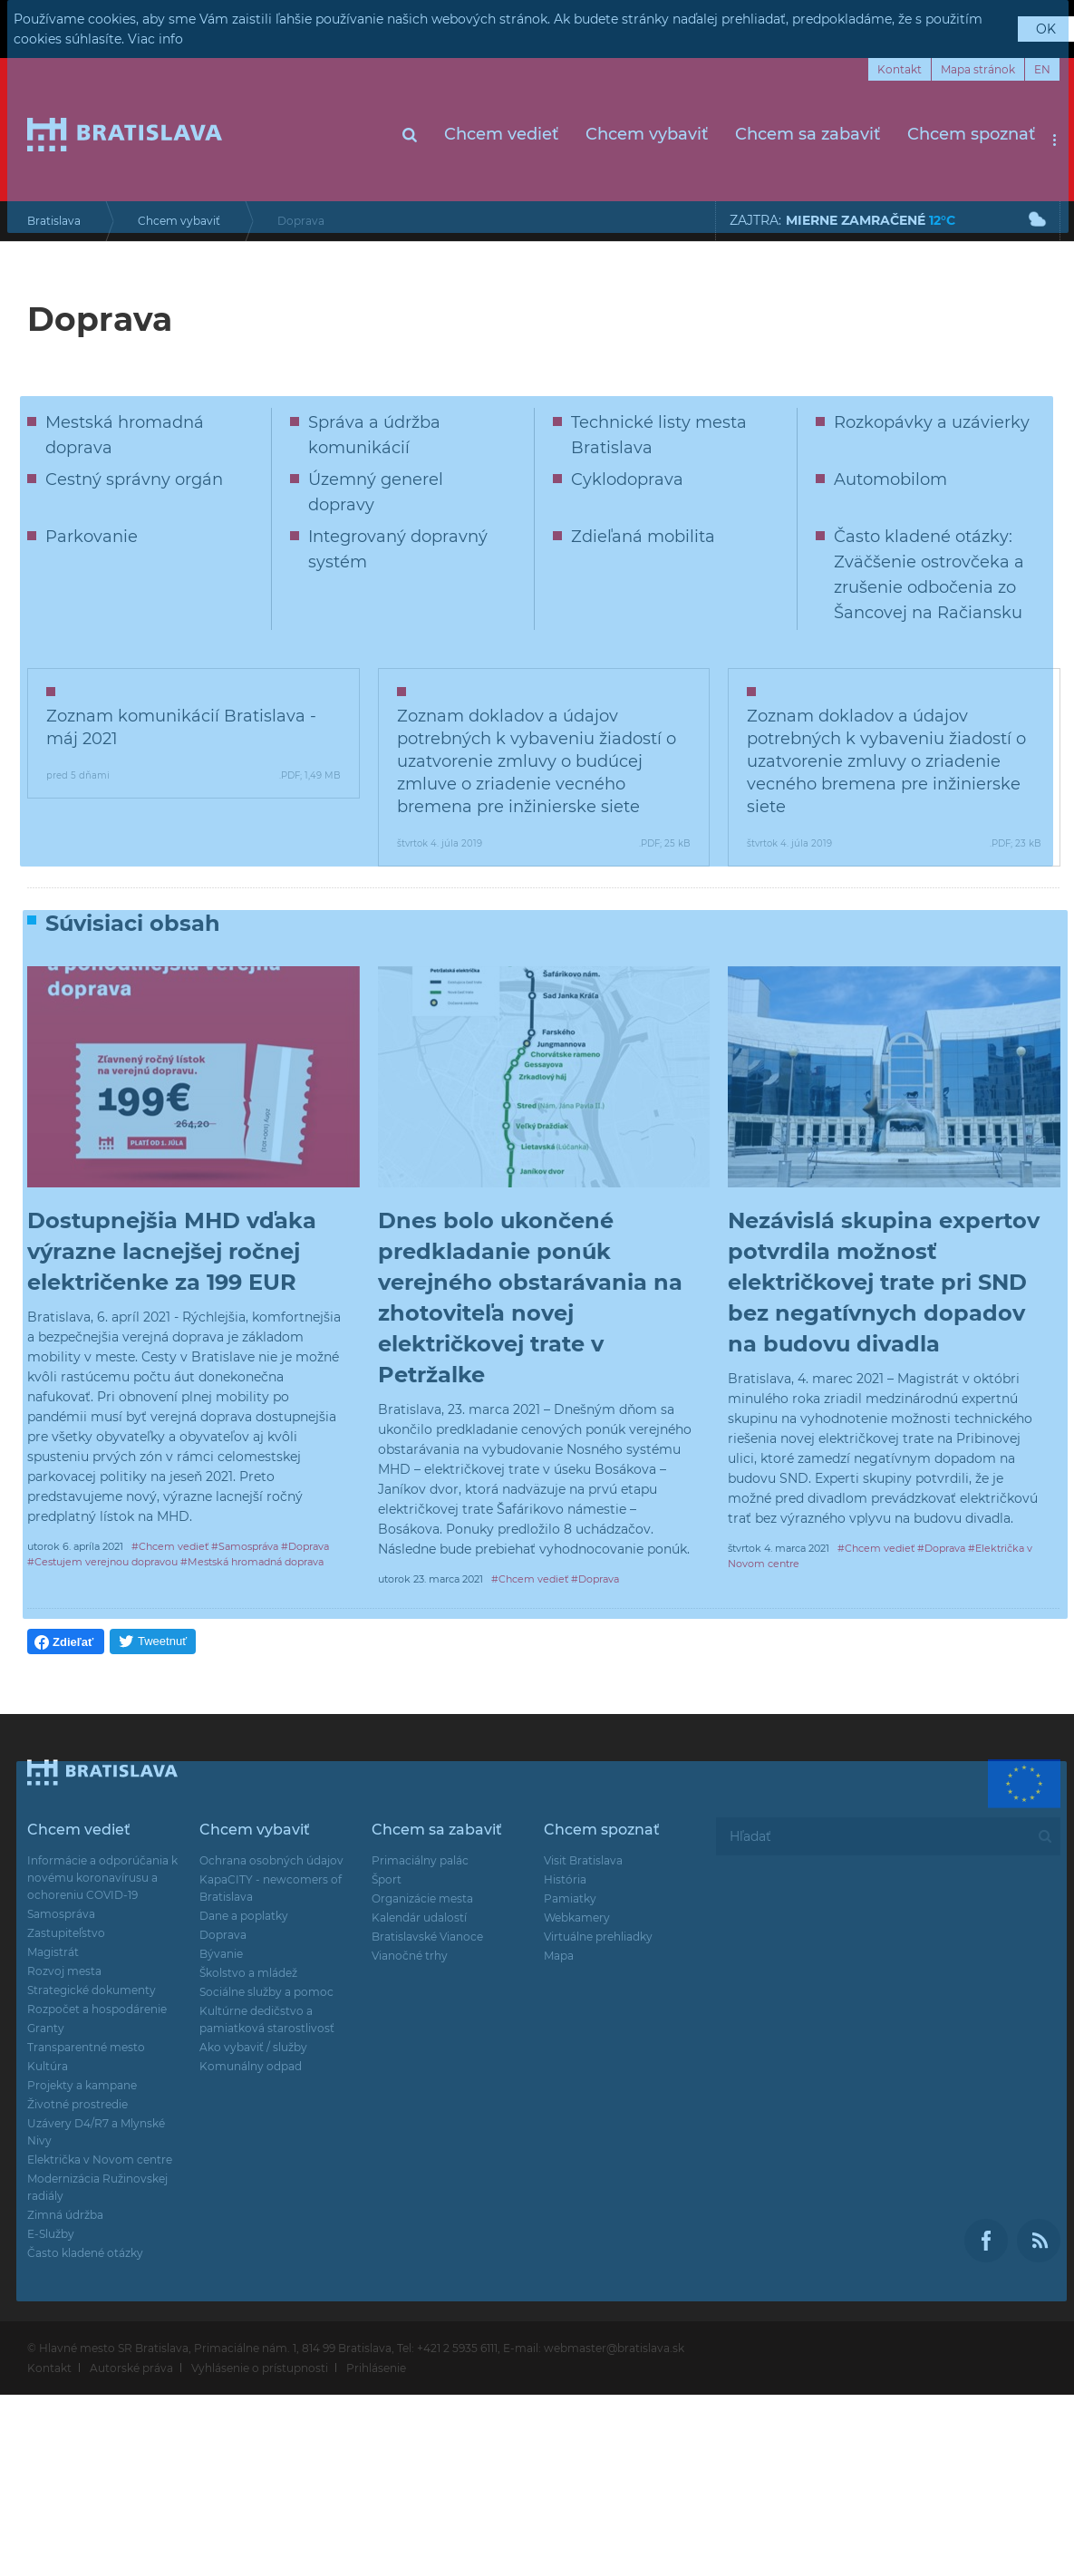 Používame cookies, aby sme Vám zaistili ľahšie používanie našich webových stránok. Ak budete stránky naďalej prehliadať, predpokladáme, že s použitím
cookies súhlasíte. Viac info
OK
Kontakt
Mapa stránok
EN
BRATISLAVA
Chcem vedieť
Chcem vybaviť
Chcem sa zabaviť
Chcem spoznať
Bratislava
Chcem vybaviť
Doprava
ZAJTRA: MIERNE ZAMRAČENÉ 12°C
Doprava
Mestská hromadná
doprava
Správa a údržba
komunikácií
Technické listy mesta
Bratislava
Rozkopávky a uzávierky
Cestný správny orgán
Územný generel
dopravy
Cyklodoprava
Automobilom
Parkovanie
Integrovaný dopravný
systém
Zdieľaná mobilita
Často kladené otázky:
Zväčšenie ostrovčeka a
zrušenie odbočenia zo
Šancovej na Račiansku
Zoznam komunikácií Bratislava -
máj 2021
pred 5 dňami
PDF, 1,49 MB
Zoznam dokladov a údajov
potrebných k vybaveniu žiadostí o
uzatvorenie zmluvy o budúcej
zmluve o zriadenie vecného
bremena pre inžinierske siete
štvrtok 4. júla 2019
PDF, 25 kB
Zoznam dokladov a údajov
potrebných k vybaveniu žiadostí o
uzatvorenie zmluvy o zriadenie
vecného bremena pre inžinierske
siete
štvrtok 4. júla 2019
PDF, 23 kB
Súvisiaci obsah
a pohodlnejšia verejná
doprava
Zľavnený ročný lístok
na verejnú dopravu.
199€
264,20
PLATÍ OD 1. JÚLA
Petržalská električka
Šafárikovo nám.
Sad Janka Kráľa
Farského
Jungmannova
Chorvátske rameno
Gessayova
Zrkadlový háj
Stred (Nám. Jána Pavla II.)
Veľký Draždiak
Lietavská (Lúčanka)
Janíkov dvor
Dostupnejšia MHD vďaka
výrazne lacnejšej ročnej
električenke za 199 EUR
Bratislava, 6. apríl 2021 - Rýchlejšia, komfortnejšia
a bezpečnejšia verejná doprava je základom
mobility v meste. Cesty v Bratislave nie je možné
kvôli rastúcemu počtu áut donekonečna
nafukovať. Pri obnovení plnej mobility po
pandémii musí byť verejná doprava dostupnejšia
pre všetky obyvateľky a obyvateľov aj kvôli
spusteniu prvých zón v rámci celomestskej
parkovacej politiky na jeseň 2021. Preto
predstavujeme nový, výrazne lacnejší ročný
predplatný lístok na MHD.
utorok 6. apríla 2021 #Chcem vedieť #Samospráva #Doprava
#Cestujem verejnou dopravou #Mestská hromadná doprava
Dnes bolo ukončené
predkladanie ponúk
verejného obstarávania na
zhotoviteľa novej
električkovej trate v
Petržalke
Bratislava, 23. marca 2021 – Dnešným dňom sa
ukončilo predkladanie cenových ponúk verejného
obstarávania na vybudovanie Nosného systému
MHD – električkovej trate v úseku Bosákova –
Janíkov dvor, ktorá nadväzuje na prvú etapu
električkovej trate Šafárikovo námestie –
Bosákova. Ponuky predložilo 8 uchádzačov.
Následne bude prebiehať vyhodnocovanie ponúk.
utorok 23. marca 2021 #Chcem vedieť #Doprava
Nezávislá skupina expertov
potvrdila možnosť
električkovej trate pri SND
bez negatívnych dopadov
na budovu divadla
Bratislava, 4. marec 2021 – Magistrát v októbri
minulého roka zriadil medzinárodnú expertnú
skupinu na vyhodnotenie možnosti technického
riešenia novej električkovej trate na Pribinovej
ulici, ktoré zamedzí negatívnym dopadom na
budovu SND. Experti skupiny potvrdili, že je
možné pred divadlom prevádzkovať električkovú
trať bez výrazného vplyvu na budovu divadla.
štvrtok 4. marca 2021 #Chcem vedieť #Doprava #Električka v
Novom centre
Zdieľať
Tweetnuť
BRATISLAVA
Chcem vedieť
Informácie a odporúčania k
novému koronavírusu a
ochoreniu COVID-19
Samospráva
Zastupiteľstvo
Magistrát
Rozvoj mesta
Strategické dokumenty
Rozpočet a hospodárenie
Granty
Transparentné mesto
Kultúra
Projekty a kampane
Životné prostredie
Uzávery D4/R7 a Mlynské
Nivy
Električka v Novom centre
Modernizácia Ružinovskej
radiály
Zimná údržba
E-Služby
Často kladené otázky
Chcem vybaviť
Ochrana osobných údajov
KapaCITY - newcomers of
Bratislava
Dane a poplatky
Doprava
Bývanie
Školstvo a mládež
Sociálne služby a pomoc
Kultúrne dedičstvo a
pamiatková starostlivosť
Ako vybaviť / služby
Komunálny odpad
Chcem sa zabaviť
Primaciálny palác
Šport
Organizácie mesta
Kalendár udalostí
Bratislavské Vianoce
Vianočné trhy
Chcem spoznať
Visit Bratislava
História
Pamiatky
Webkamery
Virtuálne prehliadky
Mapa
Hľadať
© Hlavné mesto SR Bratislava, Primaciálne nám. 1, 814 99 Bratislava, Tel: +421 2 5935 6111, E-mail: webmaster@bratislava.sk
Kontakt
Autorské práva
Vyhlásenie o prístupnosti
Prihlásenie